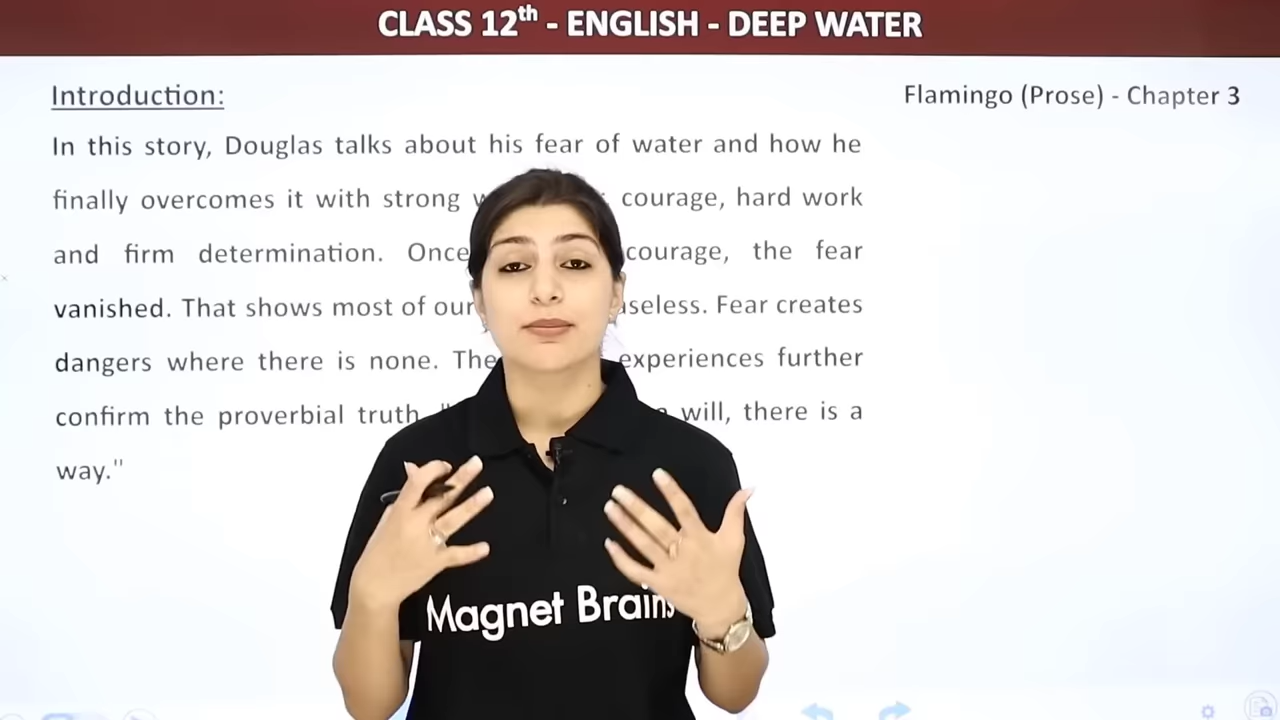 CLASS 12th - ENGLISH - DEEP WATER
Introduction:
Flamingo (Prose) - Chapter 3
In this story, Douglas talks about his fear of water and how he
finally overcomes it with strong courage, hard work
and firm determination. Once courage, the fear
vanished. That shows most of our Fear creates
dangers where there is none. The experiences further
confirm the proverbial truth will, there is a
way."
Magnet Brains